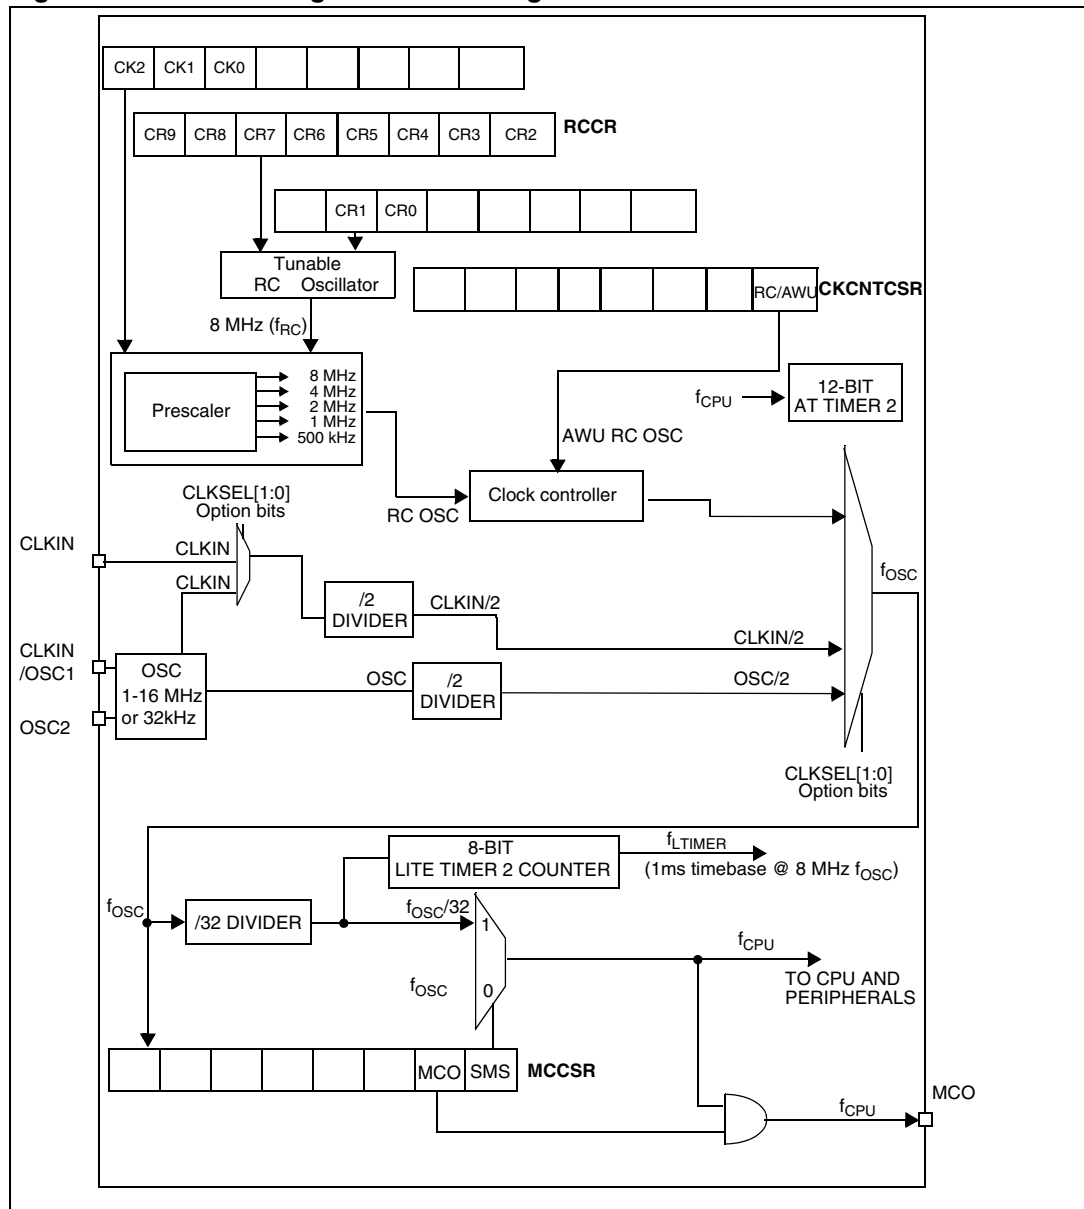 CK2 CK1 CK0
CR9 CR8 CR7 CR6 CR5 CR4 CR3 CR2
RCCR
CR1 CR0
Tunable
RC Oscillator
RC/AWU
CKCNTCSR
8 MHz (fRC)
Prescaler
8 MHz
4 MHz
2 MHz
1 MHz
500 kHz
fCPU
12-BIT
AT TIMER 2
AWU RC OSC
Clock controller
RC OSC
CLKSEL[1:0]
Option bits
CLKIN
CLKIN
CLKIN
/2
DIVIDER
CLKIN/2
CLKIN/2
fOSC
CLKIN
/OSC1
OSC2
OSC
1-16 MHz
or 32kHz
OSC
/2
DIVIDER
OSC/2
CLKSEL[1:0]
Option bits
8-BIT
LITE TIMER 2 COUNTER
fLTIMER
(1ms timebase @ 8 MHz fOSC)
fOSC
/32 DIVIDER
fOSC/32
1
fOSC
0
fCPU
TO CPU AND
PERIPHERALS
MCO SMS
MCCSR
fCPU
MCO